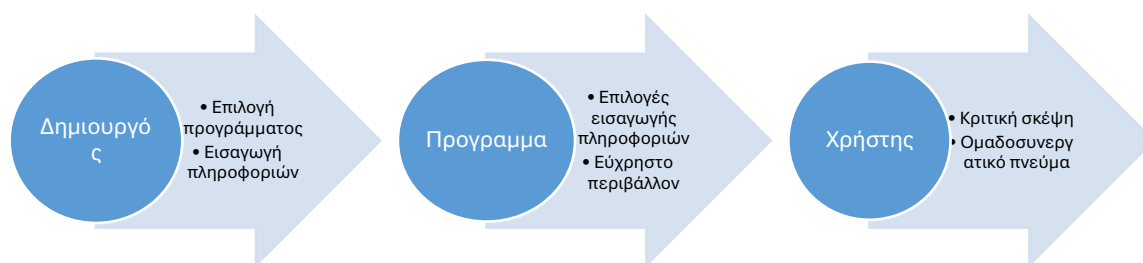 Δημιουργό
ς
• Επιλογή
προγράμματος
• Εισαγωγή
πληροφοριών
Προγραμμα
• Επιλογές
εισαγωγής
πληροφοριών
• Εύχρηστο
περιβάλλον
Χρήστης
• Κριτική σκέψη
• Ομαδοσυνεργ
ατικό πνεύμα